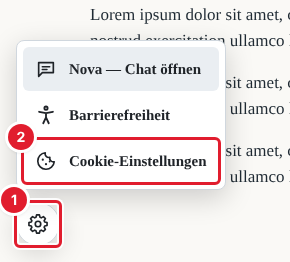 Lorem ipsum dolor sit amet, c
nostrud exercitation ullamco l
Nova — Chat öffnen
sit amet, c
Barrierefreiheit
ullamco l
2
Cookie-Einstellungen
sit amet, c
ullamco l
1